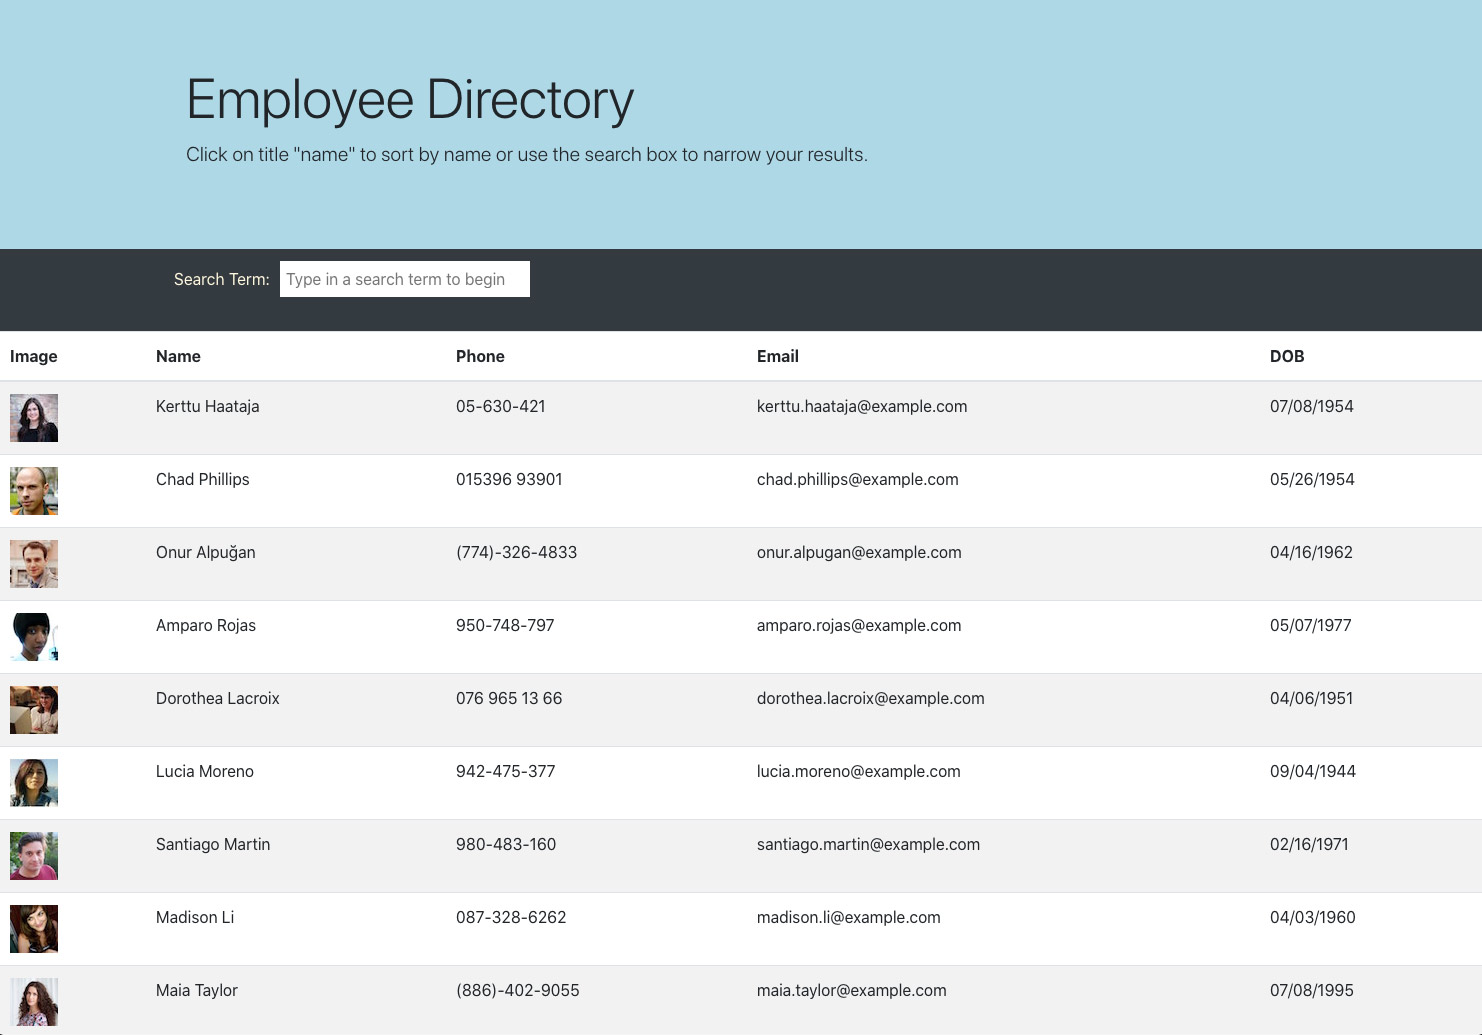 Employee Directory
Click on title "name" to sort by name or use the search box to narrow your results.
Search Term: Type in a search term to begin
Image Name Phone Email DOB
Kerttu Haataja 05-630-421 kerttu.haataja@example.com 07/08/1954
Chad Phillips 015396 93901 chad.phillips@example.com 05/26/1954
Onur Alpuğan (774)-326-4833 onur.alpugan@example.com 04/16/1962
Amparo Rojas 950-748-797 amparo.rojas@example.com 05/07/1977
Dorothea Lacroix 076 965 13 66 dorothea.lacroix@example.com 04/06/1951
Lucia Moreno 942-475-377 lucia.moreno@example.com 09/04/1944
Santiago Martin 980-483-160 santiago.martin@example.com 02/16/1971
Madison Li 087-328-6262 madison.li@example.com 04/03/1960
Maia Taylor (886)-402-9055 maia.taylor@example.com 07/08/1995